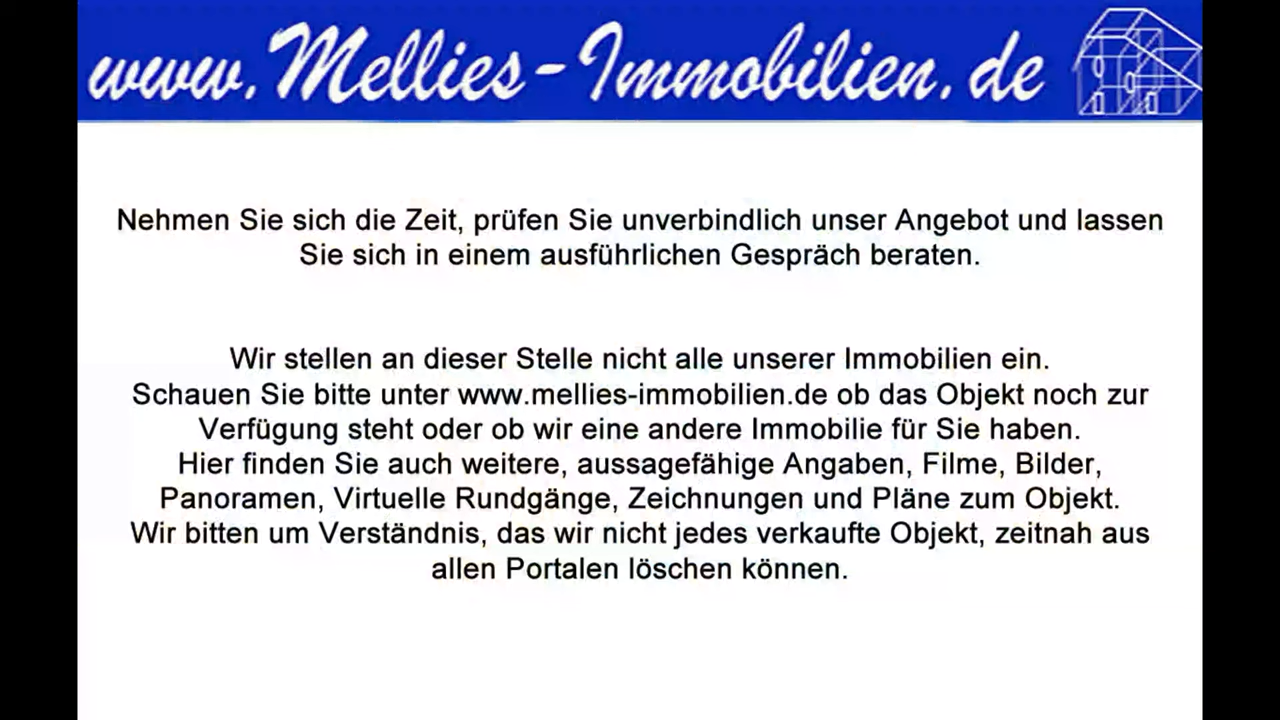 www.Mellies-Immobilien.de
Nehmen Sie sich die Zeit, prüfen Sie unverbindlich unser Angebot und lassen
Sie sich in einem ausführlichen Gespräch beraten.
Wir stellen an dieser Stelle nicht alle unserer Immobilien ein.
Schauen Sie bitte unter www.mellies-immobilien.de ob das Objekt noch zur
Verfügung steht oder ob wir eine andere Immobilie für Sie haben.
Hier finden Sie auch weitere, aussagefähige Angaben, Filme, Bilder,
Panoramen, Virtuelle Rundgänge, Zeichnungen und Pläne zum Objekt.
Wir bitten um Verständnis, das wir nicht jedes verkaufte Objekt, zeitnah aus
allen Portalen löschen können.